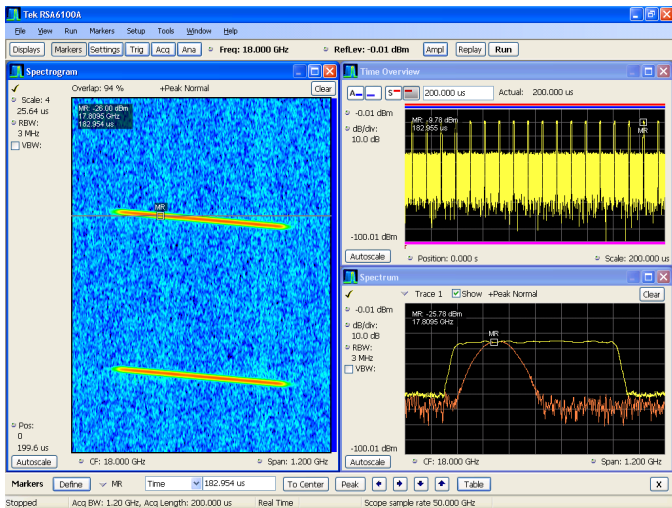 Tek RSA6100A
File View Run Markers Setup Tools Window Help
Displays Markers Settings Trig Acq Ana Freq: 18.000 GHz RefLev: -0.01 dBm Ampl Replay Run
Spectrogram
Overlap: 94 % +Peak Normal Clear
Scale: 4
25.64 us
RBW:
3 MHz
VBW:
MR: -26.00 dBm
17.8095 GHz
182.954 us
MR
Pos:
0
199.6 us
Autoscale CF: 18.000 GHz Span: 1.200 GHz
Time Overview
A S 200.000 us Actual: 200.000 us
-0.01 dBm
dB/div:
10.0 dB
MR: -9.78 dBm
182.955 us
MR
-100.01 dBm
Autoscale Position: 0.000 s Scale: 200.000 us
Spectrum
Trace 1 Show +Peak Normal Clear
-0.01 dBm
dB/div:
10.0 dB
RBW:
3 MHz
VBW:
MR: -25.78 dBm
17.8095 GHz
MR
-100.01 dBm
Autoscale CF: 18.000 GHz Span: 1.200 GHz
Markers Define MR Time 182.954 us To Center Peak Table X
Stopped Acq BW: 1.20 GHz, Acq Length: 200.000 us Real Time Scope sample rate 50.000 GHz